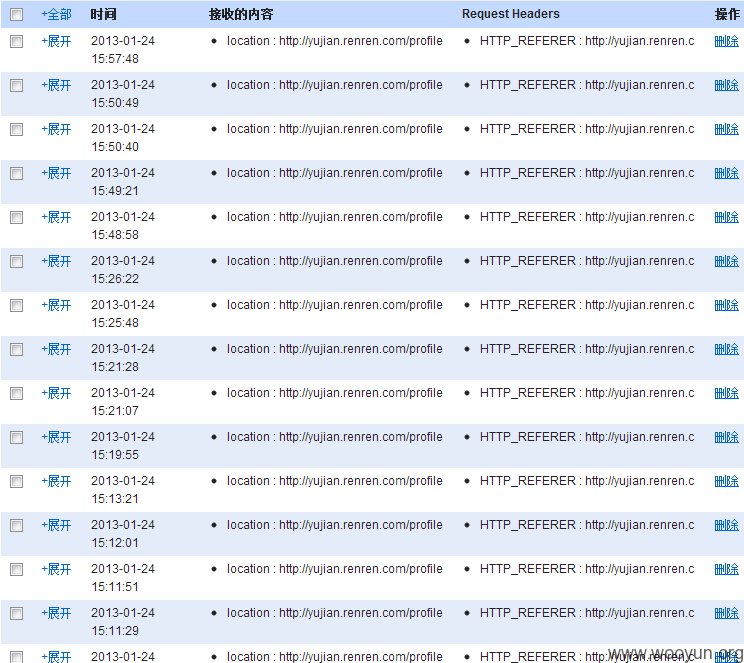 +全部 时间 接收的内容 Request Headers 操作
+展开 2013-01-24 • location : http://yujian.renren.com/profile • HTTP_REFERER : http://yujian.renren.c 删除
15:57:48
+展开 2013-01-24 • location : http://yujian.renren.com/profile • HTTP_REFERER : http://yujian.renren.c 删除
15:50:49
+展开 2013-01-24 • location : http://yujian.renren.com/profile • HTTP_REFERER : http://yujian.renren.c 删除
15:50:40
+展开 2013-01-24 • location : http://yujian.renren.com/profile • HTTP_REFERER : http://yujian.renren.c 删除
15:49:21
+展开 2013-01-24 • location : http://yujian.renren.com/profile • HTTP_REFERER : http://yujian.renren.c 删除
15:48:58
+展开 2013-01-24 • location : http://yujian.renren.com/profile • HTTP_REFERER : http://yujian.renren.c 删除
15:26:22
+展开 2013-01-24 • location : http://yujian.renren.com/profile • HTTP_REFERER : http://yujian.renren.c 删除
15:25:48
+展开 2013-01-24 • location : http://yujian.renren.com/profile • HTTP_REFERER : http://yujian.renren.c 删除
15:21:28
+展开 2013-01-24 • location : http://yujian.renren.com/profile • HTTP_REFERER : http://yujian.renren.c 删除
15:21:07
+展开 2013-01-24 • location : http://yujian.renren.com/profile • HTTP_REFERER : http://yujian.renren.c 删除
15:19:55
+展开 2013-01-24 • location : http://yujian.renren.com/profile • HTTP_REFERER : http://yujian.renren.c 删除
15:13:21
+展开 2013-01-24 • location : http://yujian.renren.com/profile • HTTP_REFERER : http://yujian.renren.c 删除
15:12:01
+展开 2013-01-24 • location : http://yujian.renren.com/profile • HTTP_REFERER : http://yujian.renren.c 删除
15:11:51
+展开 2013-01-24 • location : http://yujian.renren.com/profile • HTTP_REFERER : http://yujian.renren.c 删除
15:11:29
+展开 2013-01-24 • location : http://yujian.renren.com/profile • HTTP_REFERER : http://yujian.renren.c 删除
www.wooyun.org